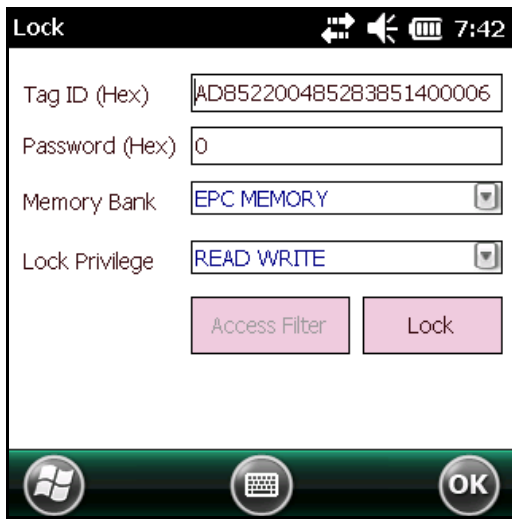 Lock 7:42
Tag ID (Hex) AD852200485283851400006
Password (Hex) 0
Memory Bank EPC MEMORY
Lock Privilege READ WRITE
Access Filter Lock
OK